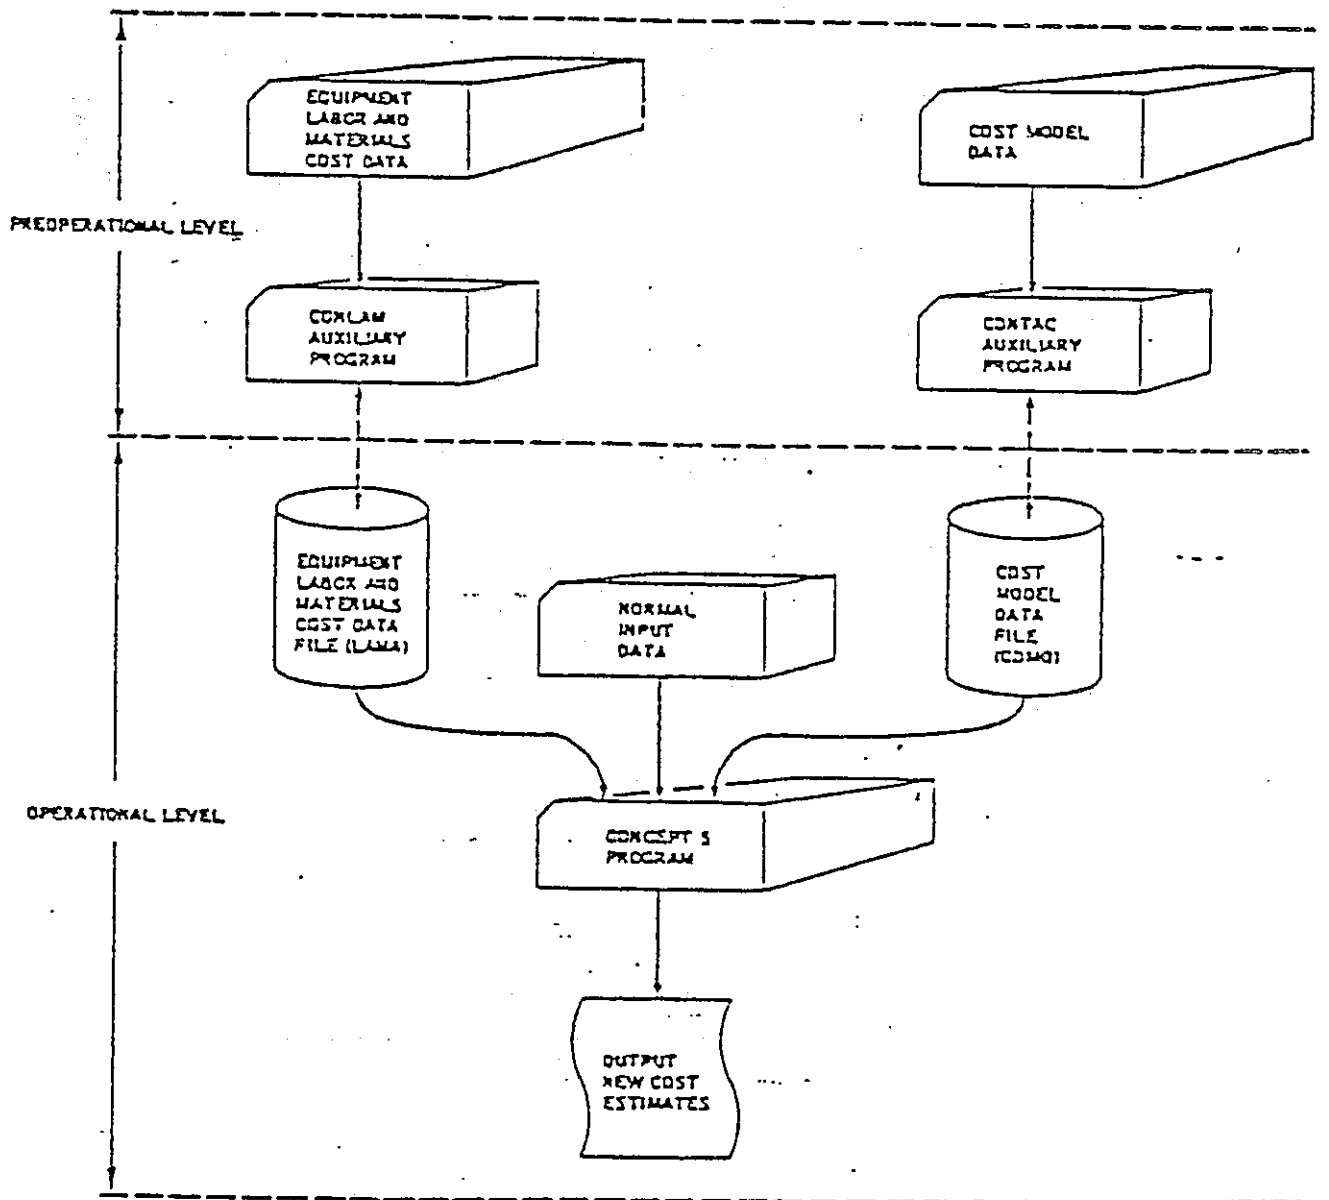 EQUIPMENT
LABOR AND
MATERIALS
COST DATA
COST MODEL
DATA
PREOPERATIONAL LEVEL
CONLAM
AUXILIARY
PROGRAM
CONTAC
AUXILIARY
PROGRAM
EQUIPMENT
LABOR AND
MATERIALS
COST DATA
FILE (LAMA)
NORMAL
INPUT
DATA
COST
MODEL
DATA
FILE
OPERATIONAL LEVEL
CONCEPT 5
PROGRAM
OUTPUT
NEW COST
ESTIMATES